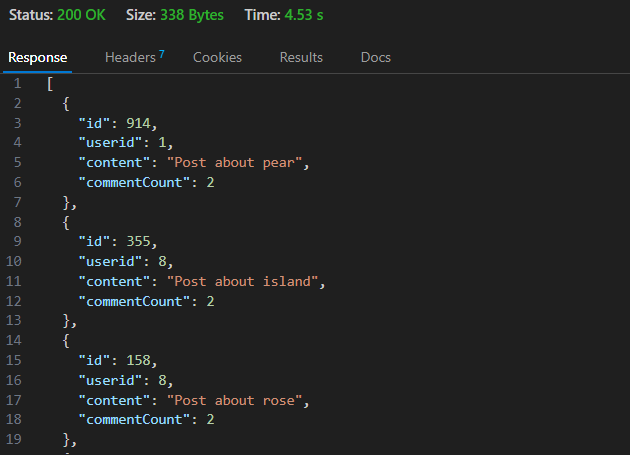 Status: 200 OK Size: 338 Bytes Time: 4.53 s
Response Headers 7 Cookies Results Docs
1 [
2 {
3 "id": 914,
4 "userid": 1,
5 "content": "Post about pear",
6 "commentCount": 2
7 },
8 {
9 "id": 355,
10 "userid": 8,
11 "content": "Post about island",
12 "commentCount": 2
13 },
14 {
15 "id": 158,
16 "userid": 8,
17 "content": "Post about rose",
18 "commentCount": 2
19 },